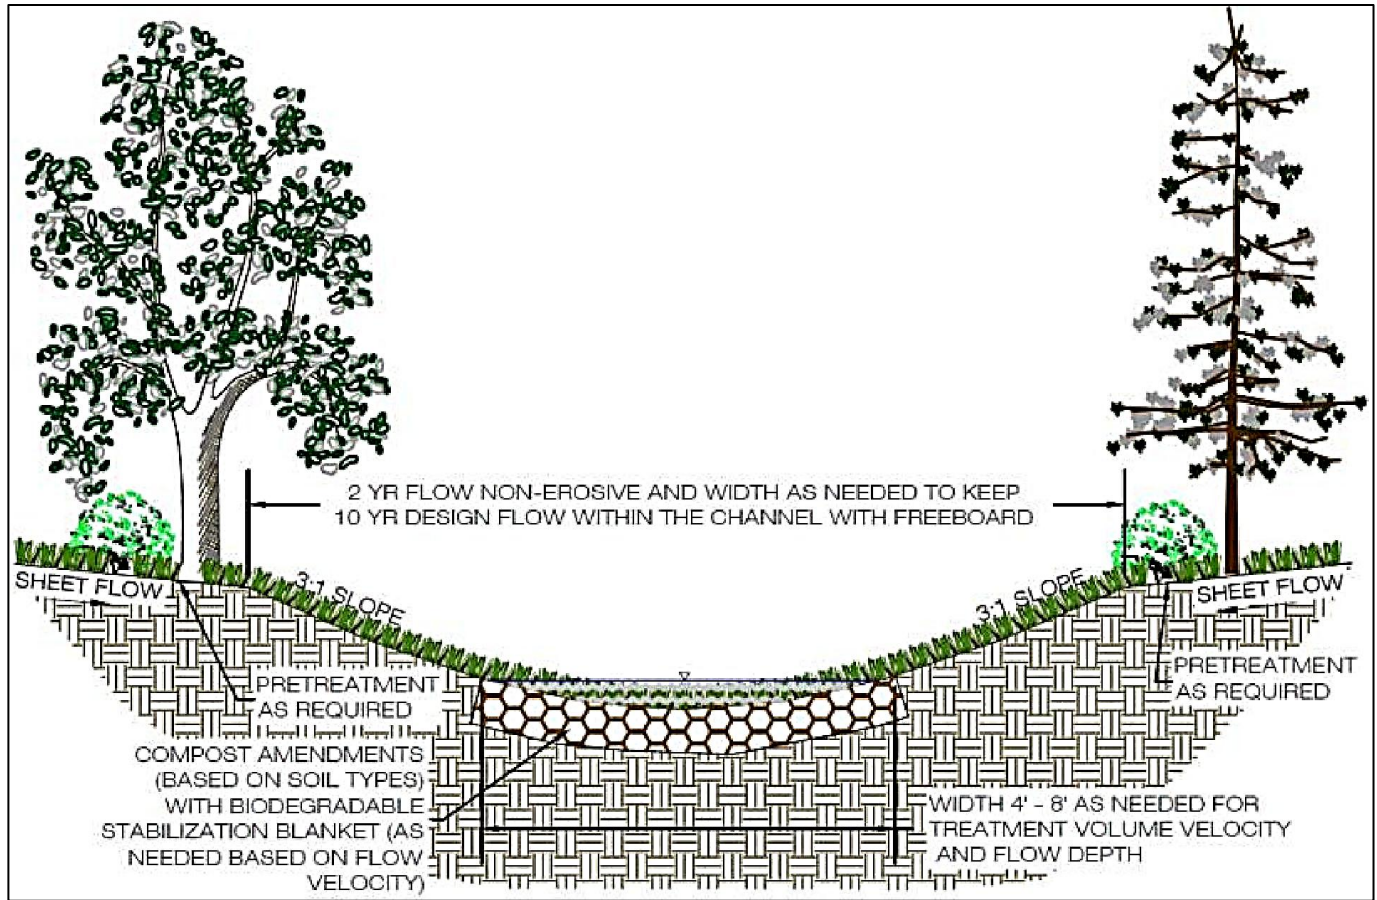 2 YR FLOW NON-EROSIVE AND WIDTH AS NEEDED TO KEEP
10 YR DESIGN FLOW WITHIN THE CHANNEL WITH FREEBOARD
SHEET FLOW
3:1 SLOPE
3:1 SLOPE
SHEET FLOW
PRETREATMENT
AS REQUIRED
PRETREATMENT
AS REQUIRED
COMPOST AMENDMENTS
(BASED ON SOIL TYPES)
WITH BIODEGRADABLE
STABILIZATION BLANKET (AS
NEEDED BASED ON FLOW
VELOCITY)
WIDTH 4' - 8' AS NEEDED FOR
TREATMENT VOLUME VELOCITY
AND FLOW DEPTH